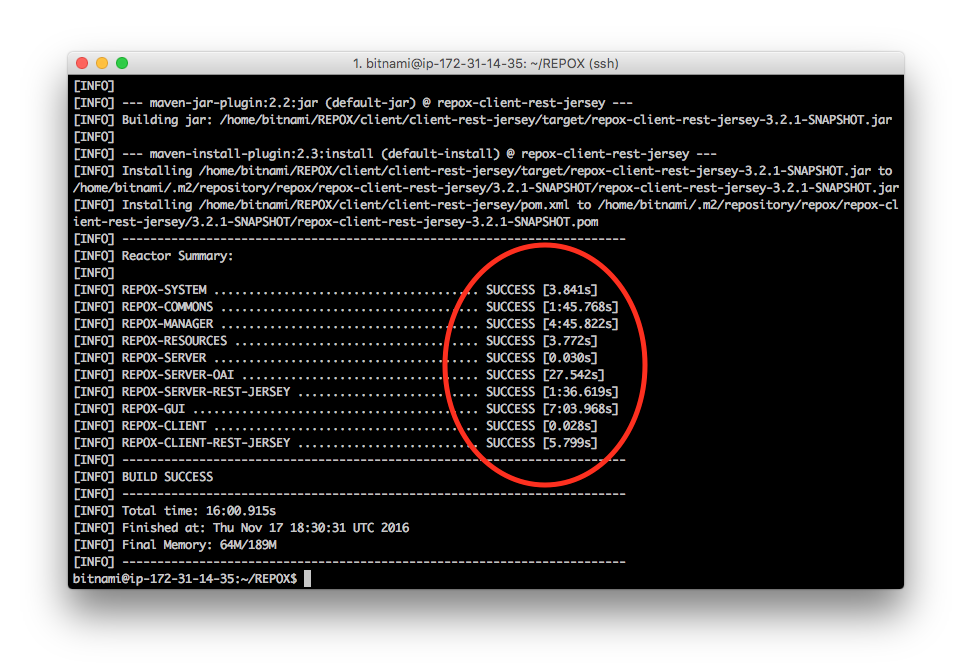 1. bitnami@ip-172-31-14-35: ~/REPOX (ssh)
[INFO]
[INFO] --- maven-jar-plugin:2.2:jar (default-jar) @ repox-client-rest-jersey ---
[INFO] Building jar: /home/bitnami/REPOX/client/client-rest-jersey/target/repox-client-rest-jersey-3.2.1-SNAPSHOT.jar
[INFO]
[INFO] --- maven-install-plugin:2.3:install (default-install) @ repox-client-rest-jersey ---
[INFO] Installing /home/bitnami/REPOX/client/client-rest-jersey/target/repox-client-rest-jersey-3.2.1-SNAPSHOT.jar to
/home/bitnami/.m2/repository/repox/repox-client-rest-jersey/3.2.1-SNAPSHOT/repox-client-rest-jersey-3.2.1-SNAPSHOT.jar
[INFO] Installing /home/bitnami/REPOX/client/client-rest-jersey/pom.xml to /home/bitnami/.m2/repository/repox/repox-cl
ient-rest-jersey/3.2.1-SNAPSHOT/repox-client-rest-jersey-3.2.1-SNAPSHOT.pom
[INFO] ------------------------------------------------------------------------
[INFO] Reactor Summary:
[INFO]
[INFO] REPOX-SYSTEM ...................................... SUCCESS [3.841s]
[INFO] REPOX-COMMONS ..................................... SUCCESS [1:45.768s]
[INFO] REPOX-MANAGER ..................................... SUCCESS [4:45.822s]
[INFO] REPOX-RESOURCES ................................... SUCCESS [3.772s]
[INFO] REPOX-SERVER ...................................... SUCCESS [0.030s]
[INFO] REPOX-SERVER-OAI .................................. SUCCESS [27.542s]
[INFO] REPOX-SERVER-REST-JERSEY .......................... SUCCESS [1:36.619s]
[INFO] REPOX-GUI ......................................... SUCCESS [7:03.968s]
[INFO] REPOX-CLIENT ...................................... SUCCESS [0.028s]
[INFO] REPOX-CLIENT-REST-JERSEY .......................... SUCCESS [5.799s]
[INFO] ------------------------------------------------------------------------
[INFO] BUILD SUCCESS
[INFO] ------------------------------------------------------------------------
[INFO] Total time: 16:00.915s
[INFO] Finished at: Thu Nov 17 18:30:31 UTC 2016
[INFO] Final Memory: 64M/189M
[INFO] ------------------------------------------------------------------------
bitnami@ip-172-31-14-35:~/REPOX$